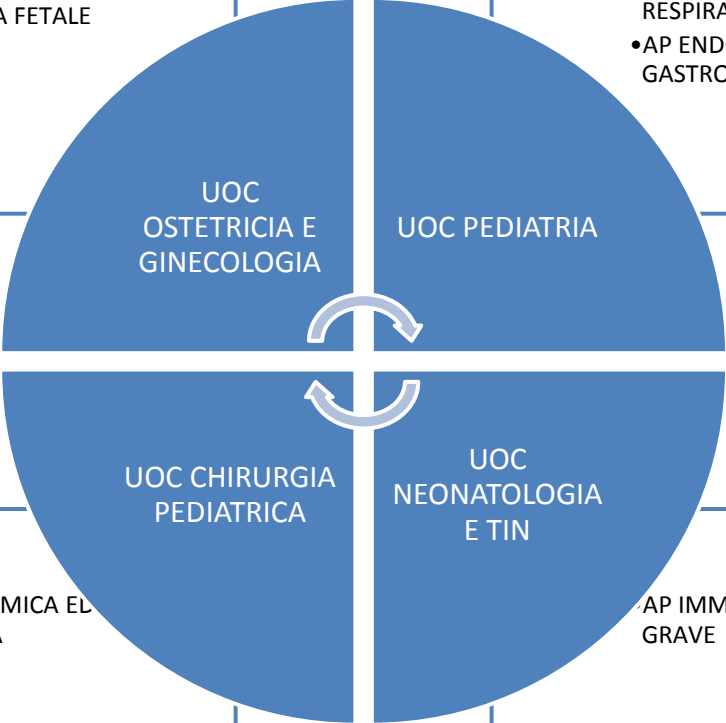 A FETALE
RESPIRA
•AP END
GASTRO
UOC
OSTETRICIA E
GINECOLOGIA
UOC PEDIATRIA
UOC CHIRURGIA
PEDIATRICA
UOC
NEONATOLOGIA
E TIN
MICA ED
A
AP IMM
GRAVE